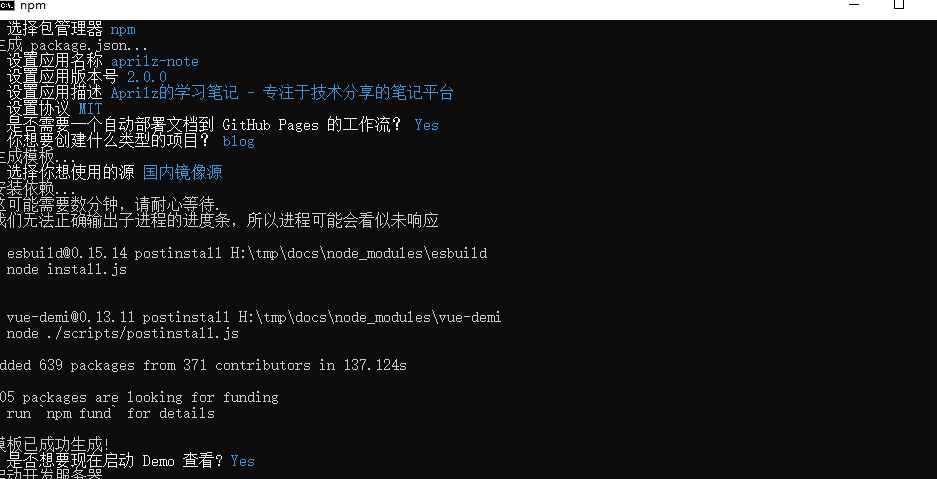 npm
选择包管理器 npm
生成 package.json...
设置应用名称 aprilz-note
设置应用版本号 2.0.0
设置应用描述 Aprilz的学习笔记 - 专注于技术分享的笔记平台
设置协议 MIT
是否需要一个自动部署文档到 GitHub Pages 的工作流？ Yes
你想要创建什么类型的项目？ blog
生成模板...
选择你想使用的源 国内镜像源
安装依赖...
这可能需要数分钟，请耐心等待.
我们无法正确输出子进程的进度条，所以进程可能会看似未响应
esbuild@0.15.14 postinstall H:\tmp\docs\node_modules\esbuild
node install.js
vue-demi@0.13.11 postinstall H:\tmp\docs\node_modules\vue-demi
node ./scripts/postinstall.js
dded 639 packages from 371 contributors in 137.124s
05 packages are looking for funding
run `npm fund` for details
模板已成功生成!
是否想要现在启动 Demo 查看? Yes
启动开发服务器